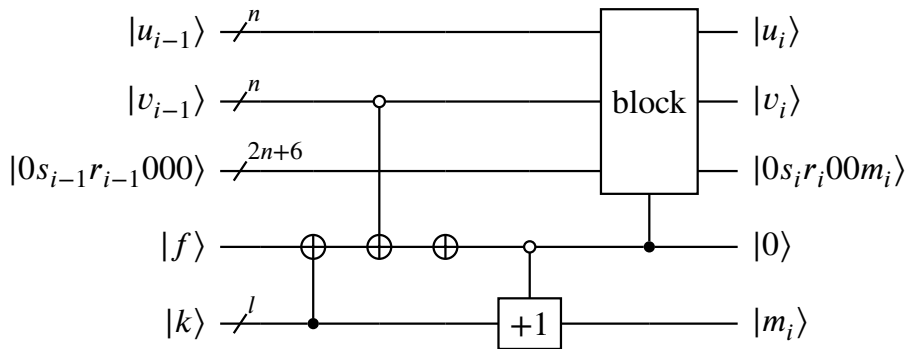 |u_{i−1}⟩ n |u_i⟩
|v_{i−1}⟩ n block |v_i⟩
|0s_{i−1}r_{i−1}000⟩ 2n+6 |0s_ir_i00m_i⟩
|f⟩ |0⟩
|k⟩ l +1 |m_i⟩